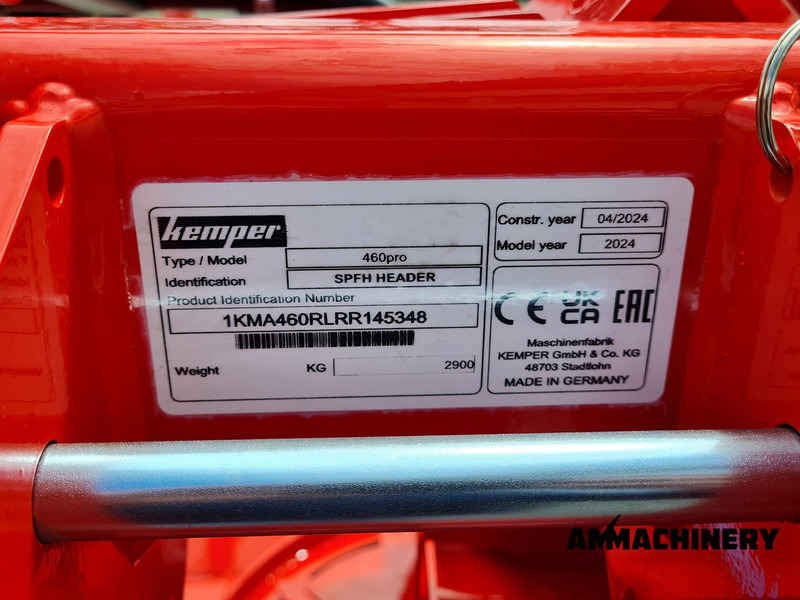 kemper
Type / Model 460pro
Identification SPFH HEADER
Product Identification Number
1KMA460RLRR145348
Weight KG 2900
Constr. year 04/2024
Model year 2024
CE UK CA EAC
Maschinenfabrik
KEMPER GmbH & Co. KG
48703 Stadtlohn
MADE IN GERMANY
AMMACHINERY